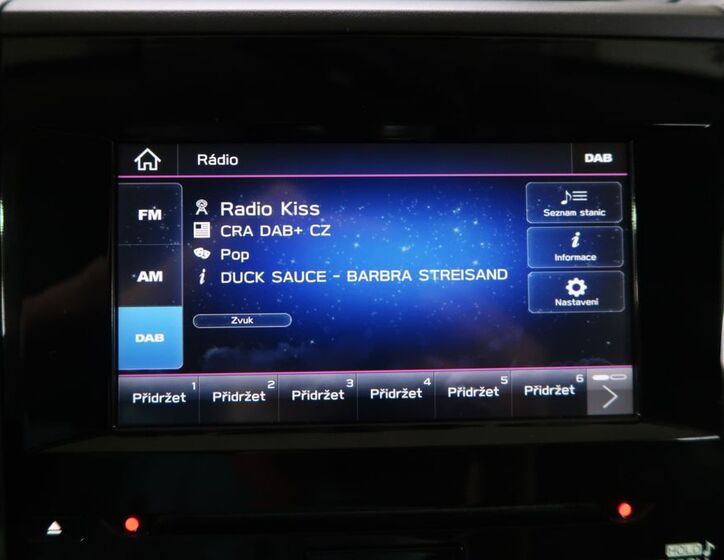 Rádio
DAB
FM
AM
DAB
Radio Kiss
CRA DAB+ CZ
Pop
i DUCK SAUCE - BARBRA STREISAND
Zvuk
Seznam stanic
i
Informace
Nastavení
1 Přidržet
2 Přidržet
3 Přidržet
4 Přidržet
5 Přidržet
6 Přidržet
HOLD